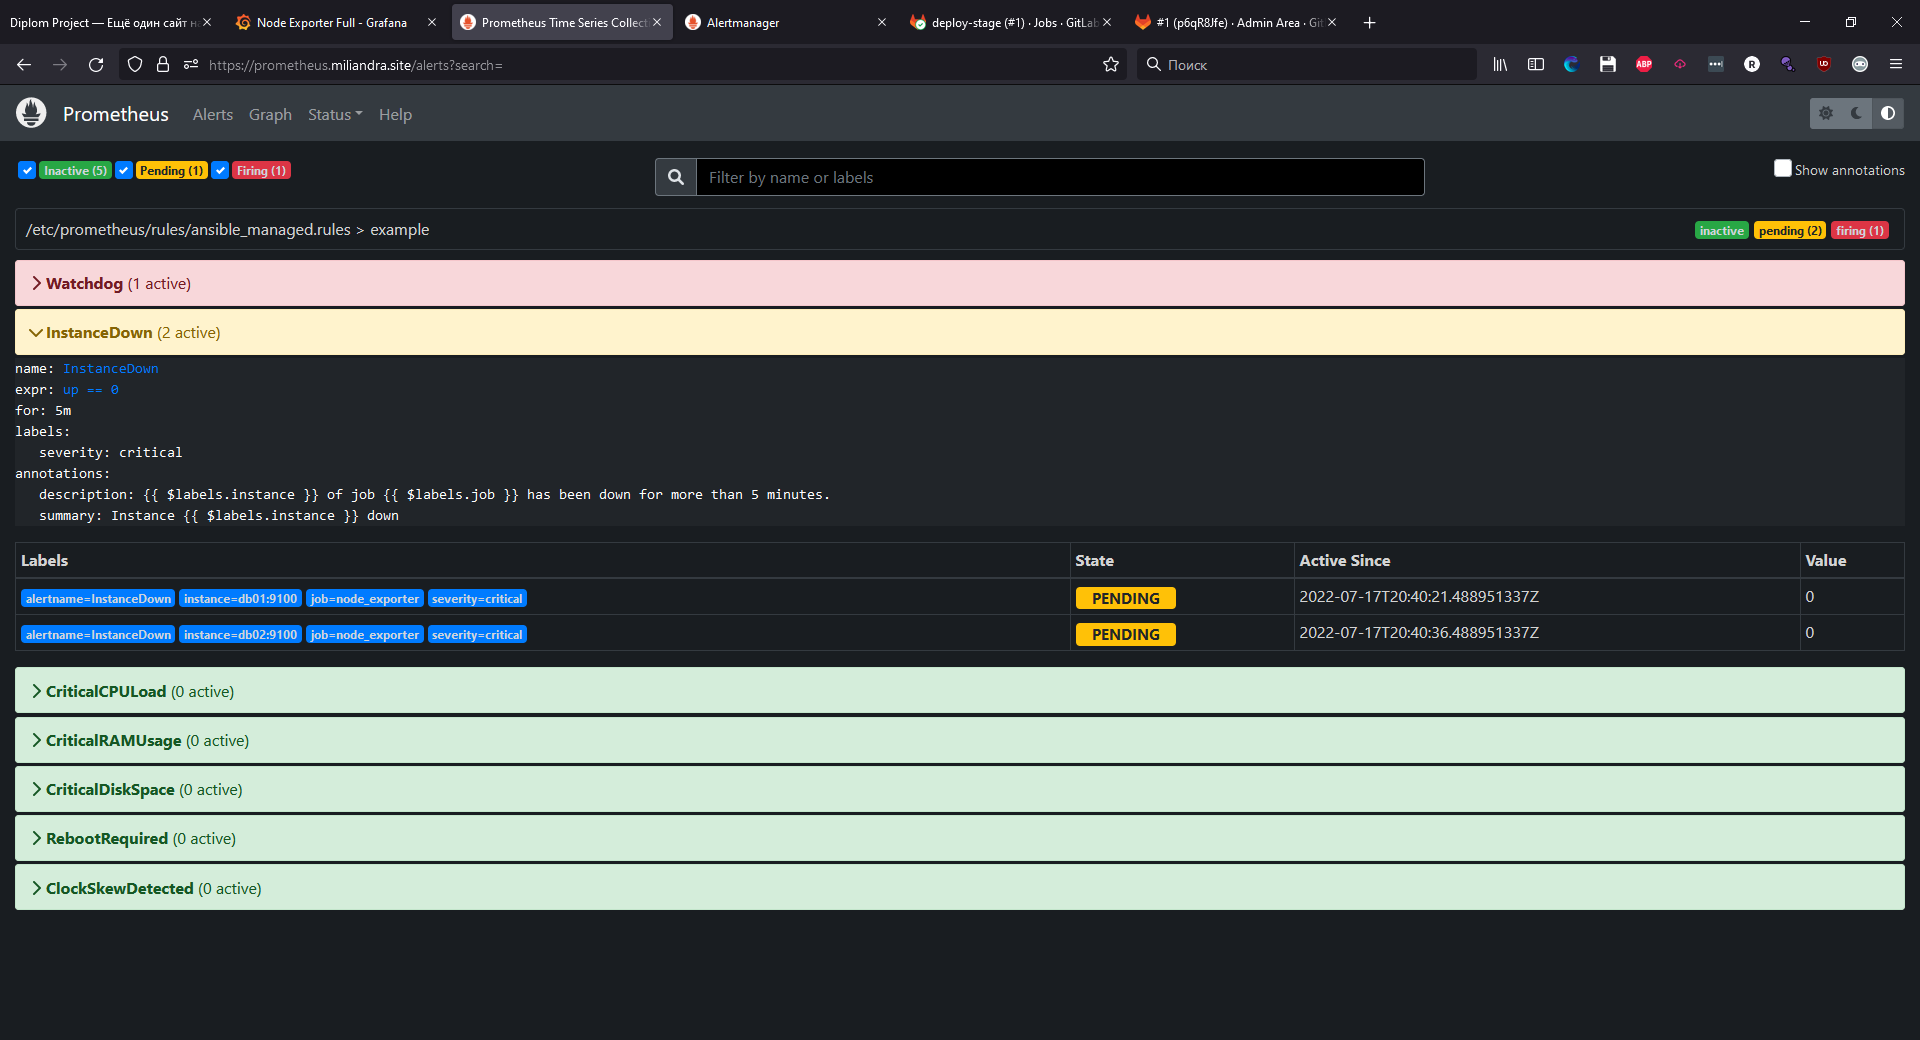 Diplom Project — Ещё один сайт на
Node Exporter Full - Grafana
Prometheus Time Series Collecti
Alertmanager
deploy-stage (#1) · Jobs · GitLab
#1 (p6qR8Jfe) · Admin Area · Git
https://prometheus.miliandra.site/alerts?search=
Поиск
ABP
R
UD
Prometheus
Alerts
Graph
Status
Help
Inactive (5)
Pending (1)
Firing (1)
Filter by name or labels
Show annotations
/etc/prometheus/rules/ansible_managed.rules > example
inactive
pending (2)
firing (1)
Watchdog (1 active)
InstanceDown (2 active)
name: InstanceDown
expr: up == 0
for: 5m
labels:
severity: critical
annotations:
description: {{ $labels.instance }} of job {{ $labels.job }} has been down for more than 5 minutes.
summary: Instance {{ $labels.instance }} down
Labels State Active Since Value
alertname=InstanceDown instance=db01:9100 job=node_exporter severity=critical PENDING 2022-07-17T20:40:21.488951337Z 0
alertname=InstanceDown instance=db02:9100 job=node_exporter severity=critical PENDING 2022-07-17T20:40:36.488951337Z 0
CriticalCPULoad (0 active)
CriticalRAMUsage (0 active)
CriticalDiskSpace (0 active)
RebootRequired (0 active)
ClockSkewDetected (0 active)